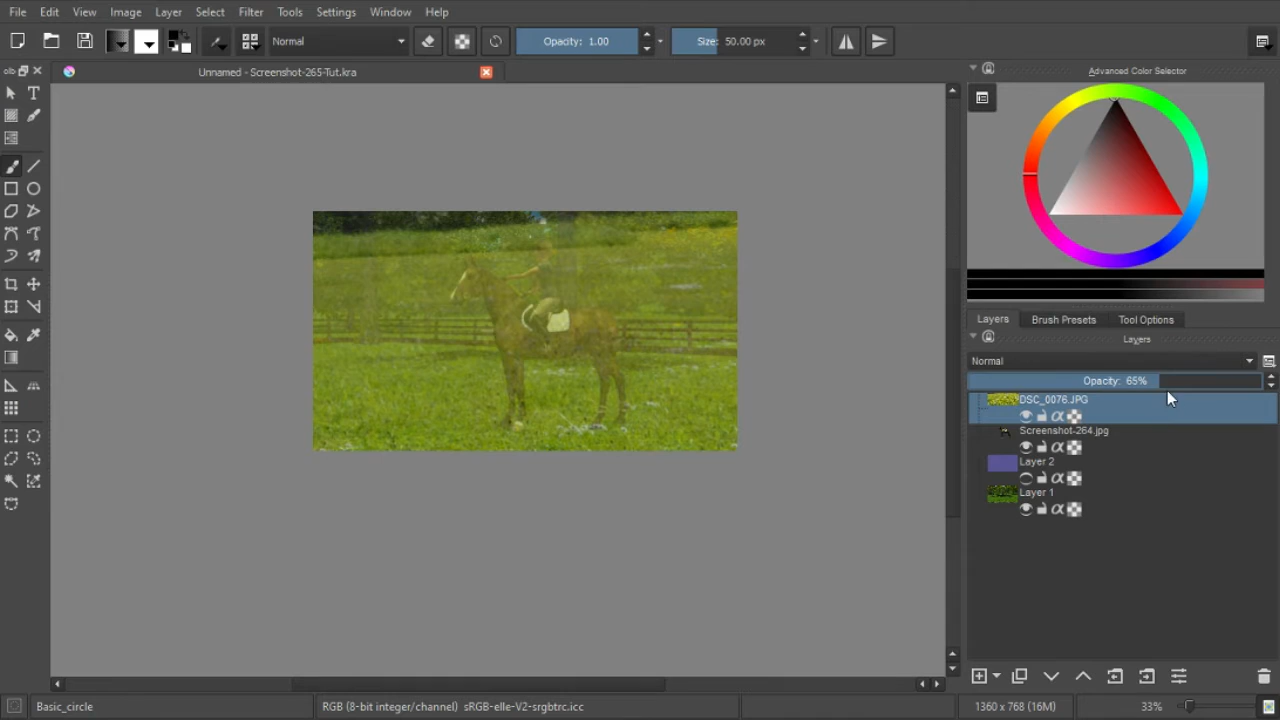 File Edit View Image Layer Select Filter Tools Settings Window Help
Normal
Opacity: 1.00
Size: 50.00 px
Unnamed - Screenshot-265-Tut.kra
Advanced Color Selector
Layers
Brush Presets
Tool Options
Layers
Normal
Opacity: 65%
DSC_0076.JPG
Screenshot-264.jpg
Layer 2
Layer 1
Basic_circle
RGB (8-bit integer/channel) sRGB-elle-V2-srgbtrc.icc
1360 x 768 (16M)
33%